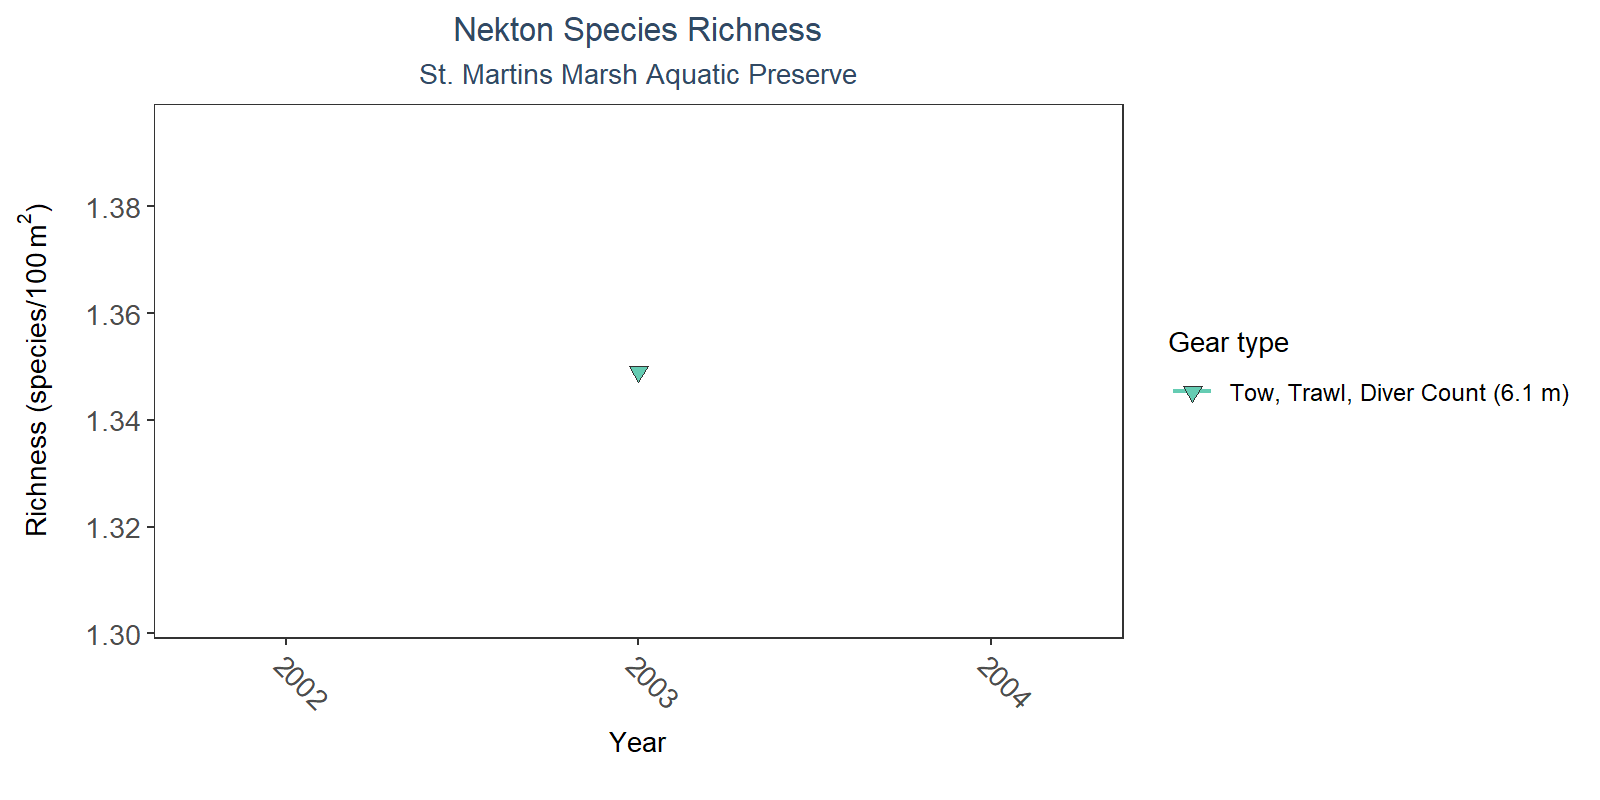 Nekton Species Richness
St. Martins Marsh Aquatic Preserve
Richness (species/100 m²)
1.38
1.36
1.34
1.32
1.30
2002
2003
2004
Year
Gear type
Tow, Trawl, Diver Count (6.1 m)